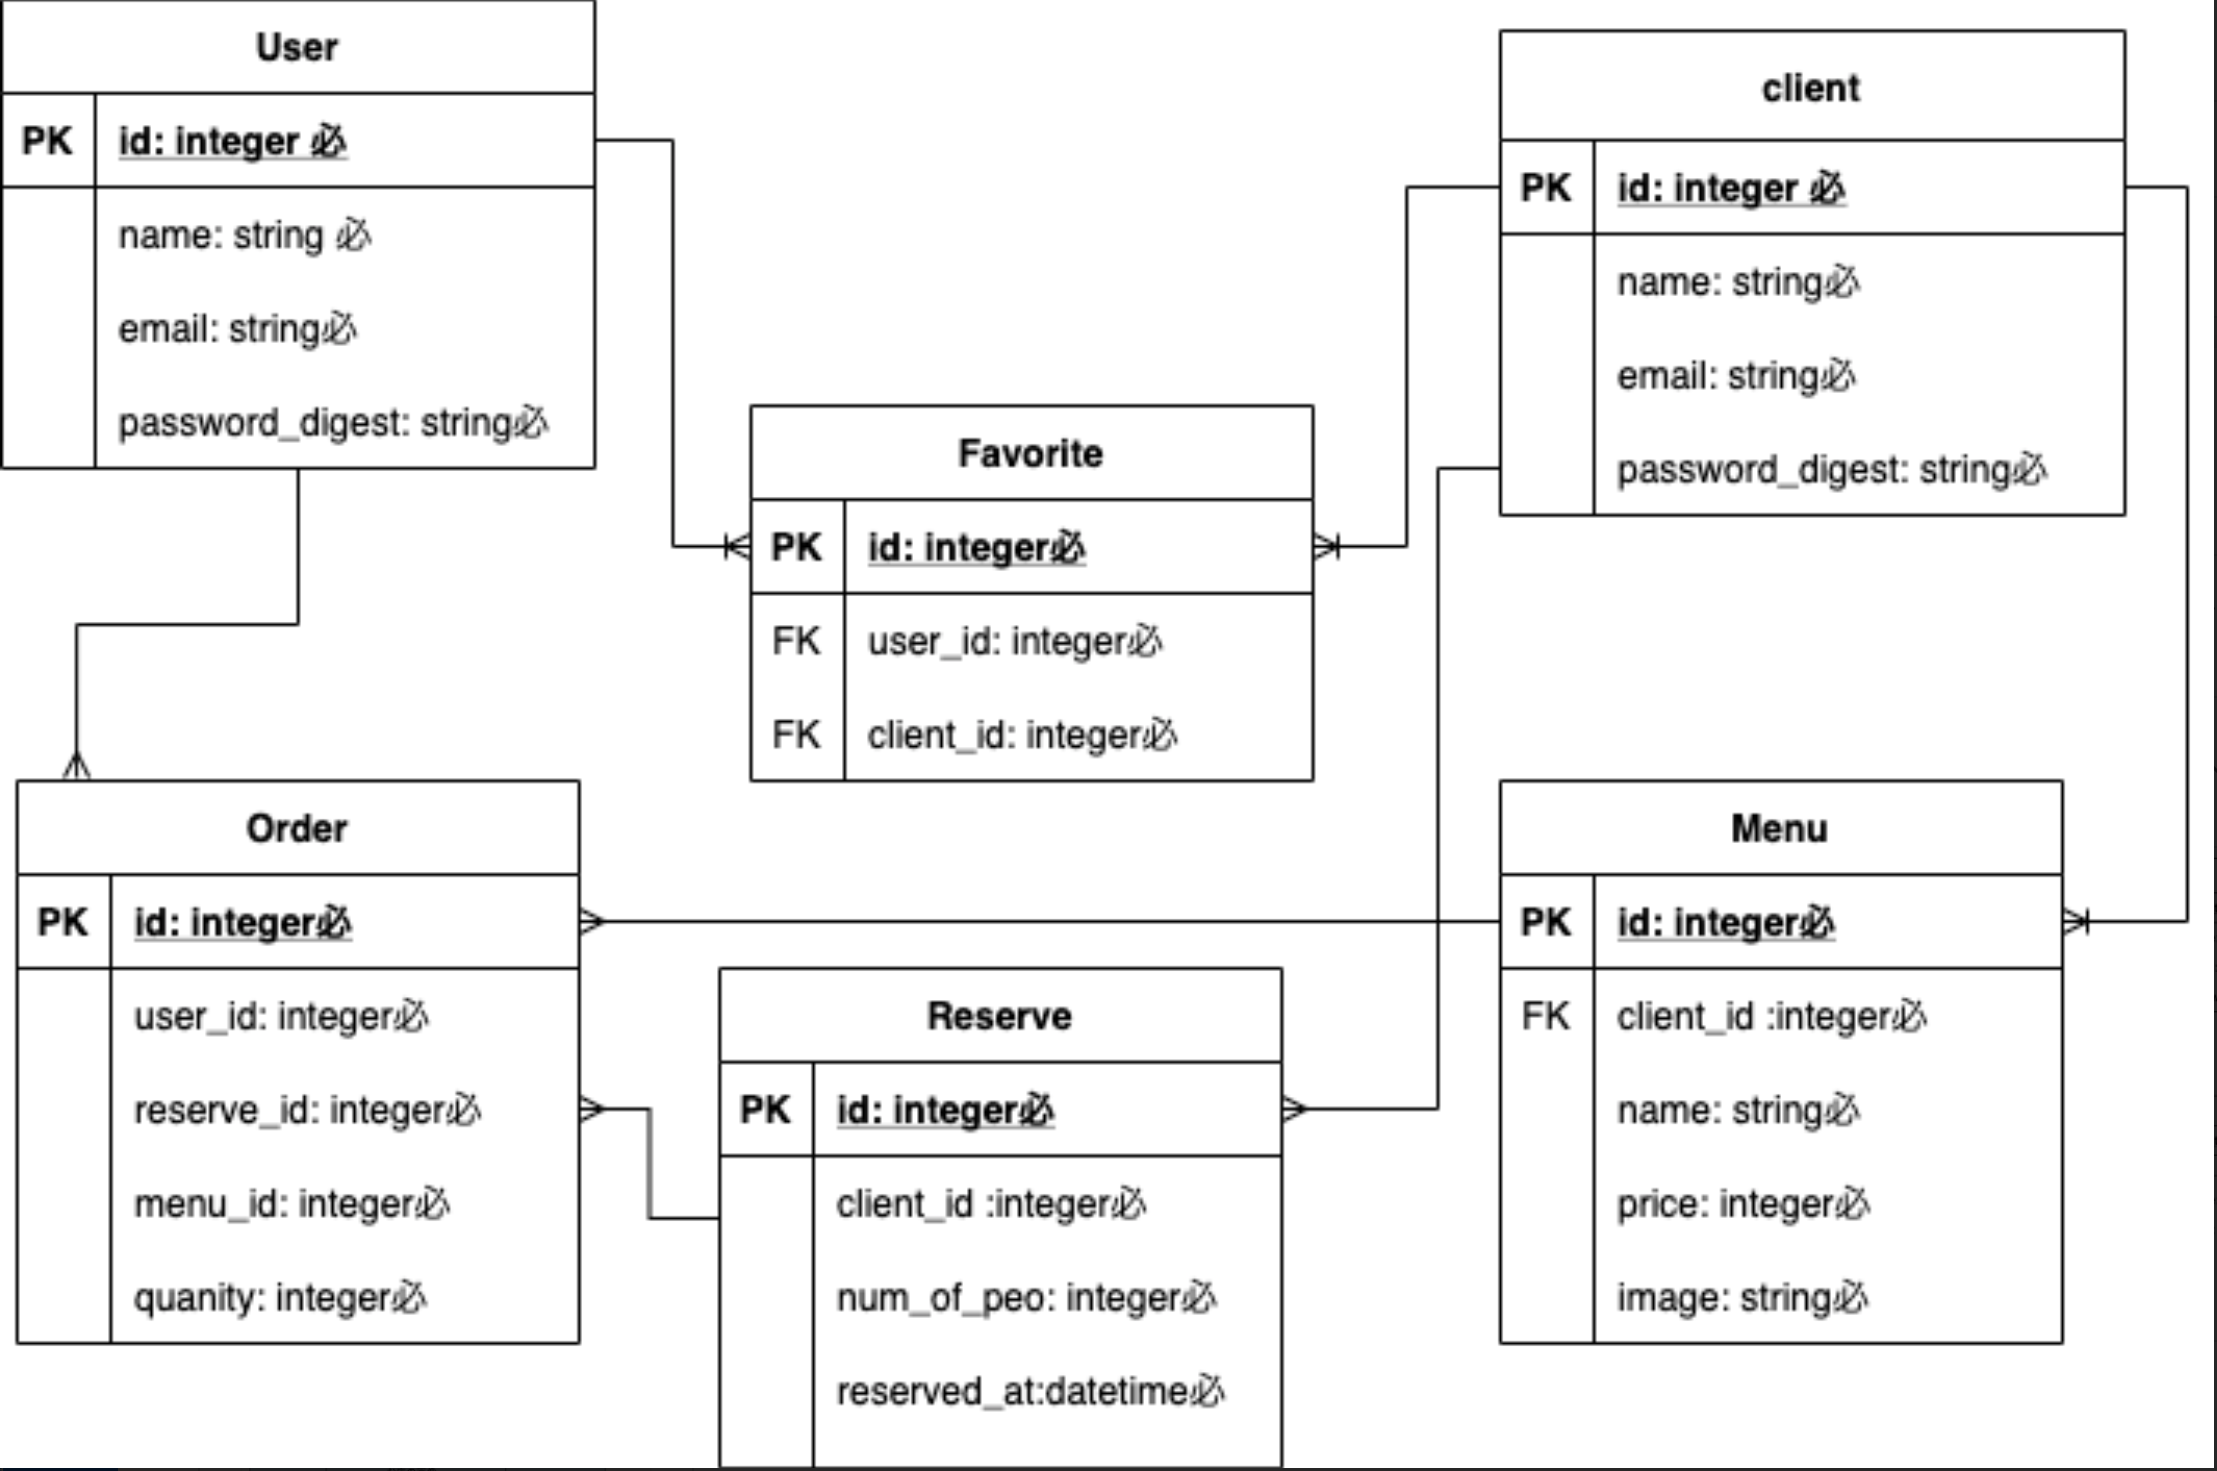 User
PK id: integer 必
name: string 必
email: string必
password_digest: string必
client
PK id: integer 必
name: string必
email: string必
password_digest: string必
Favorite
PK id: integer必
FK user_id: integer必
FK client_id: integer必
Order
PK id: integer必
user_id: integer必
reserve_id: integer必
menu_id: integer必
quanity: integer必
Reserve
PK id: integer必
client_id :integer必
num_of_peo: integer必
reserved_at:datetime必
Menu
PK id: integer必
FK client_id :integer必
name: string必
price: integer必
image: string必